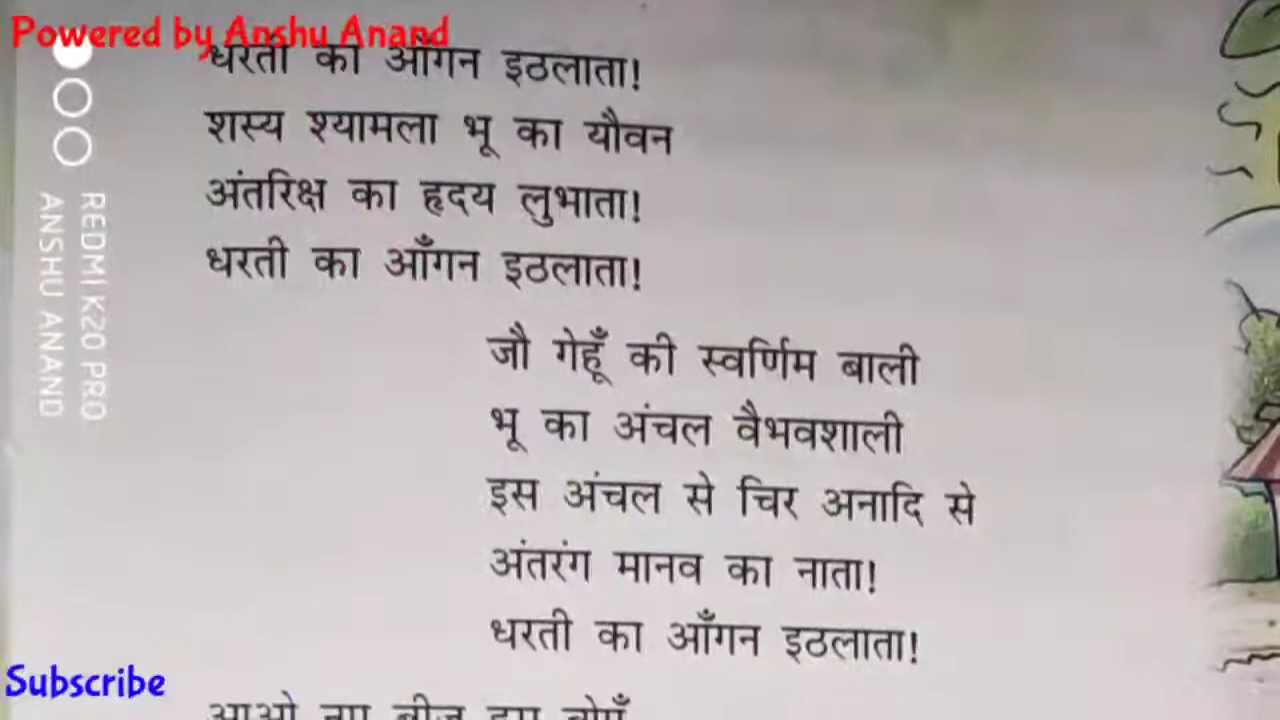 Powered by Anshu Anand
धरती का आँगन इठलाता!
शस्य श्यामला भू का यौवन
अंतरिक्ष का हृदय लुभाता!
धरती का आँगन इठलाता!
जौ गेहूँ की स्वर्णिम बाली
भू का अंचल वैभवशाली
इस अंचल से चिर अनादि से
अंतरंग मानव का नाता!
धरती का आँगन इठलाता!
REDMI K20 PRO
ANSHU ANAND
Subscribe